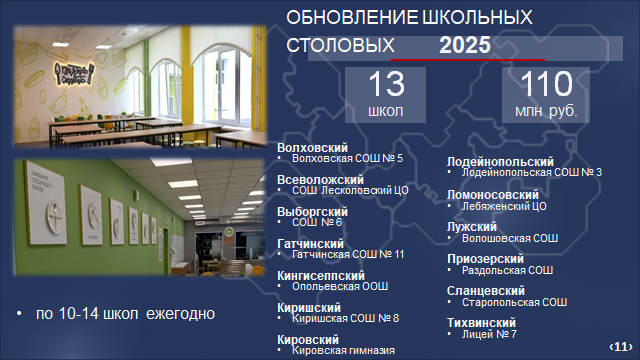 ОБНОВЛЕНИЕ ШКОЛЬНЫХ
СТОЛОВЫХ 2025
13
школ
110
млн руб.
Волховский
• Волховская СОШ № 5
Всеволожский
• СОШ Лесколовский ЦО
Выборгский
• СОШ № 6
Гатчинский
• Гатчинская СОШ № 11
Кингисеппский
• Опольевская ООШ
Киришский
• Киришская СОШ № 8
Кировский
• Кировская гимназия
Лодейнопольский
• Лодейнопольская СОШ № 3
Ломоносовский
• Лебяженский ЦО
Лужский
• Волошовская СОШ
Приозерский
• Раздольская СОШ
Сланцевский
• Старопольская СОШ
Тихвинский
• Лицей № 7
• по 10-14 школ ежегодно
‹11›